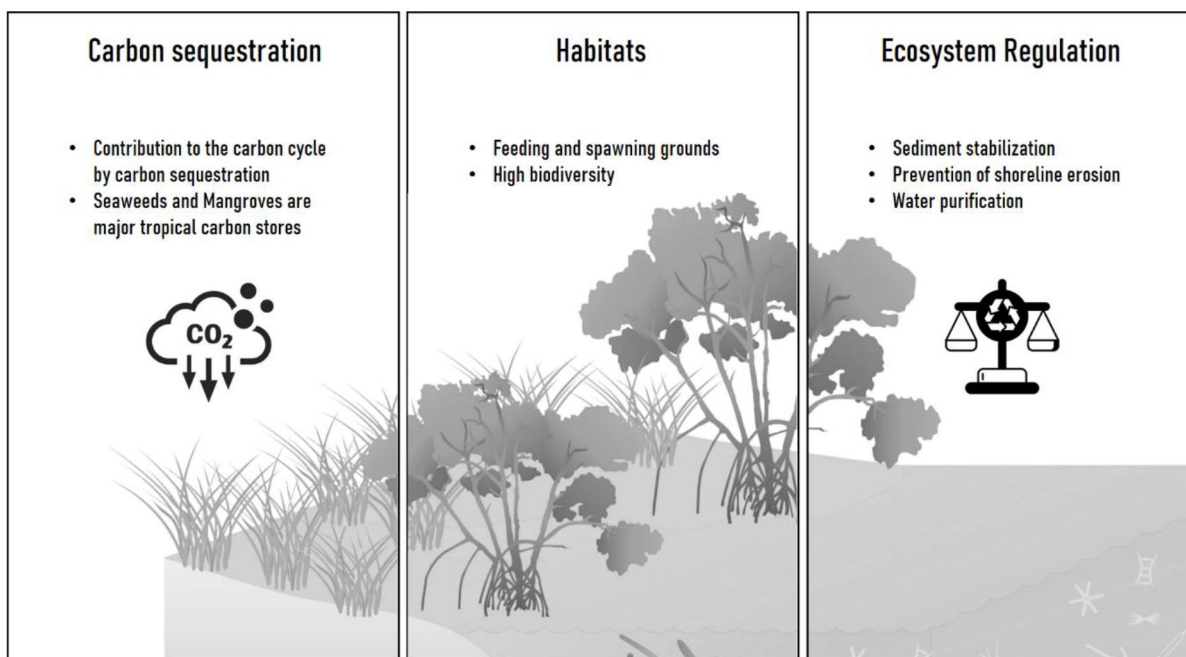 Carbon sequestration
• Contribution to the carbon cycle
by carbon sequestration
• Seaweeds and Mangroves are
major tropical carbon stores
CO₂
Habitats
• Feeding and spawning grounds
• High biodiversity
Ecosystem Regulation
• Sediment stabilization
• Prevention of shoreline erosion
• Water purification